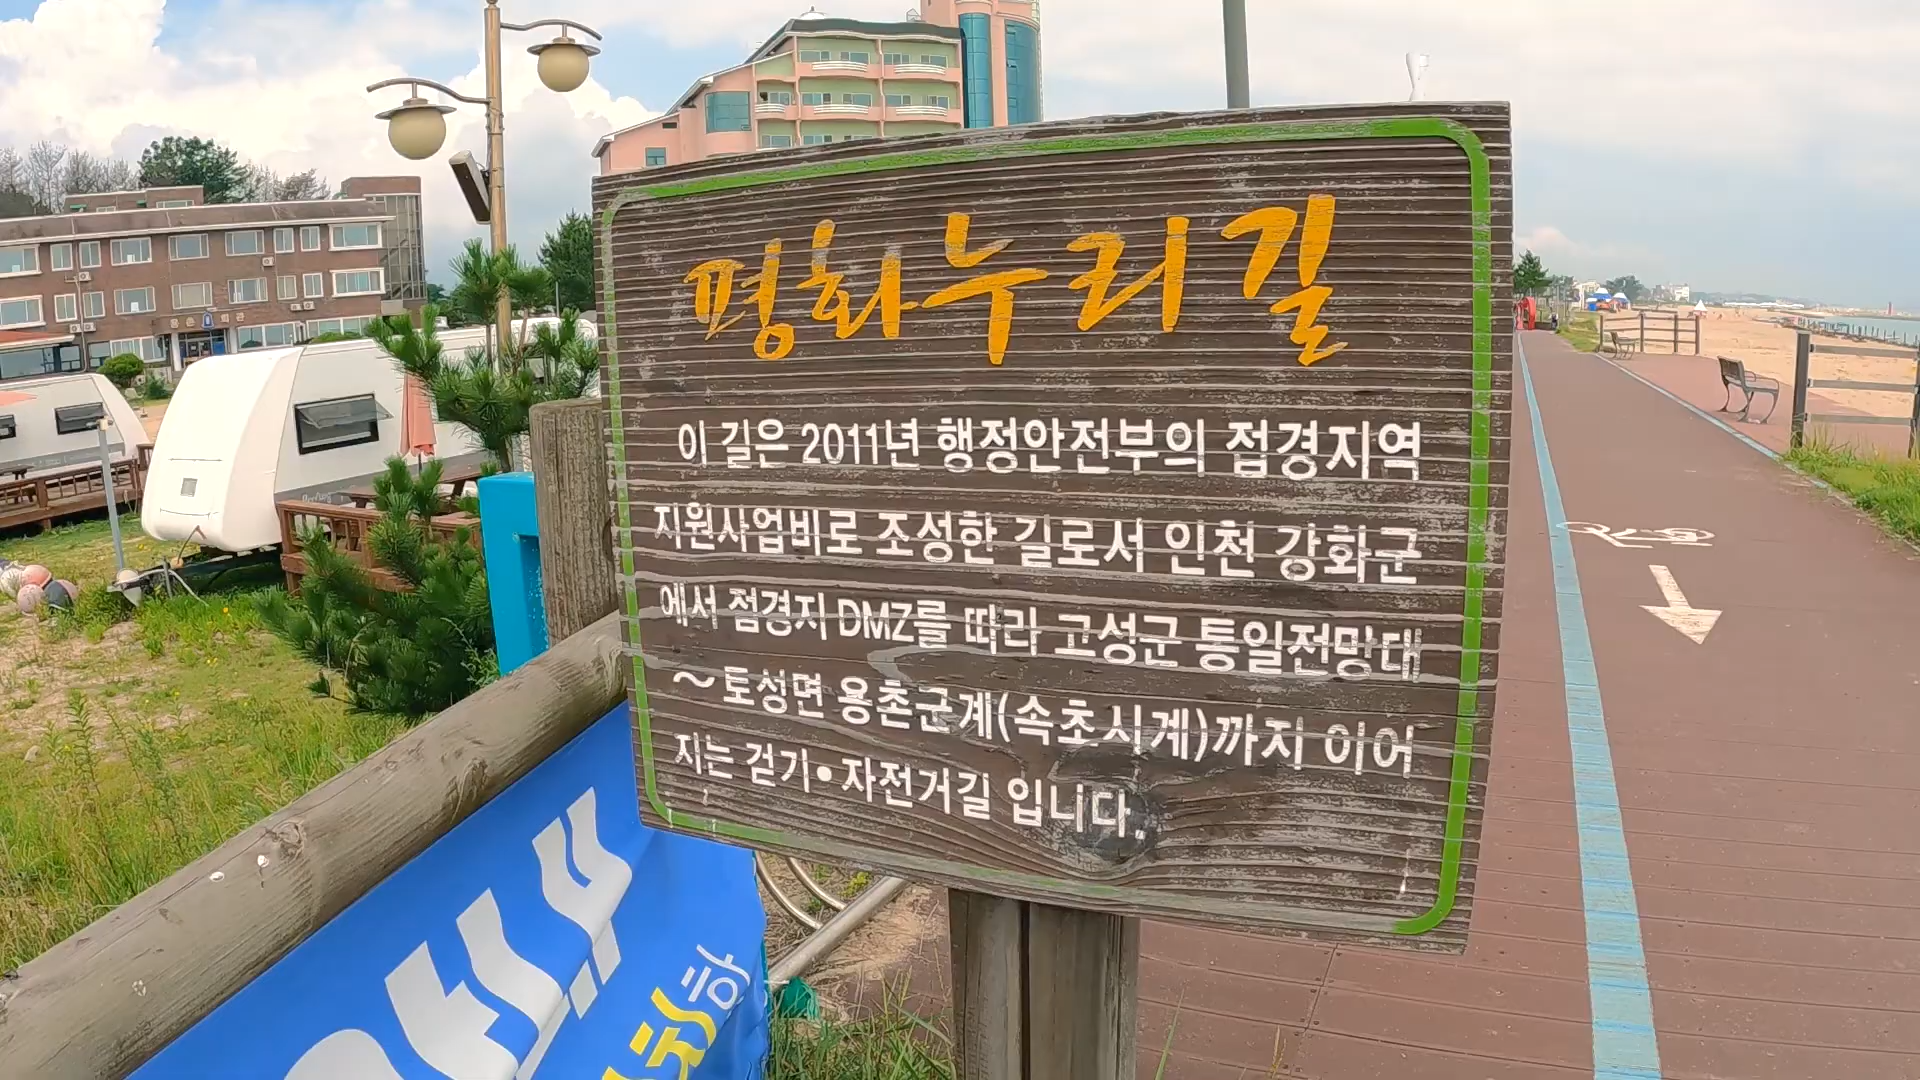 평화누리길
이 길은 2011년 행정안전부의 접경지역
지원사업비로 조성한 길로서 인천 강화군
에서 접경지 DMZ를 따라 고성군 통일전망대
～토성면 용촌군계(속초시계)까지 이어
지는 걷기•자전거길 입니다.